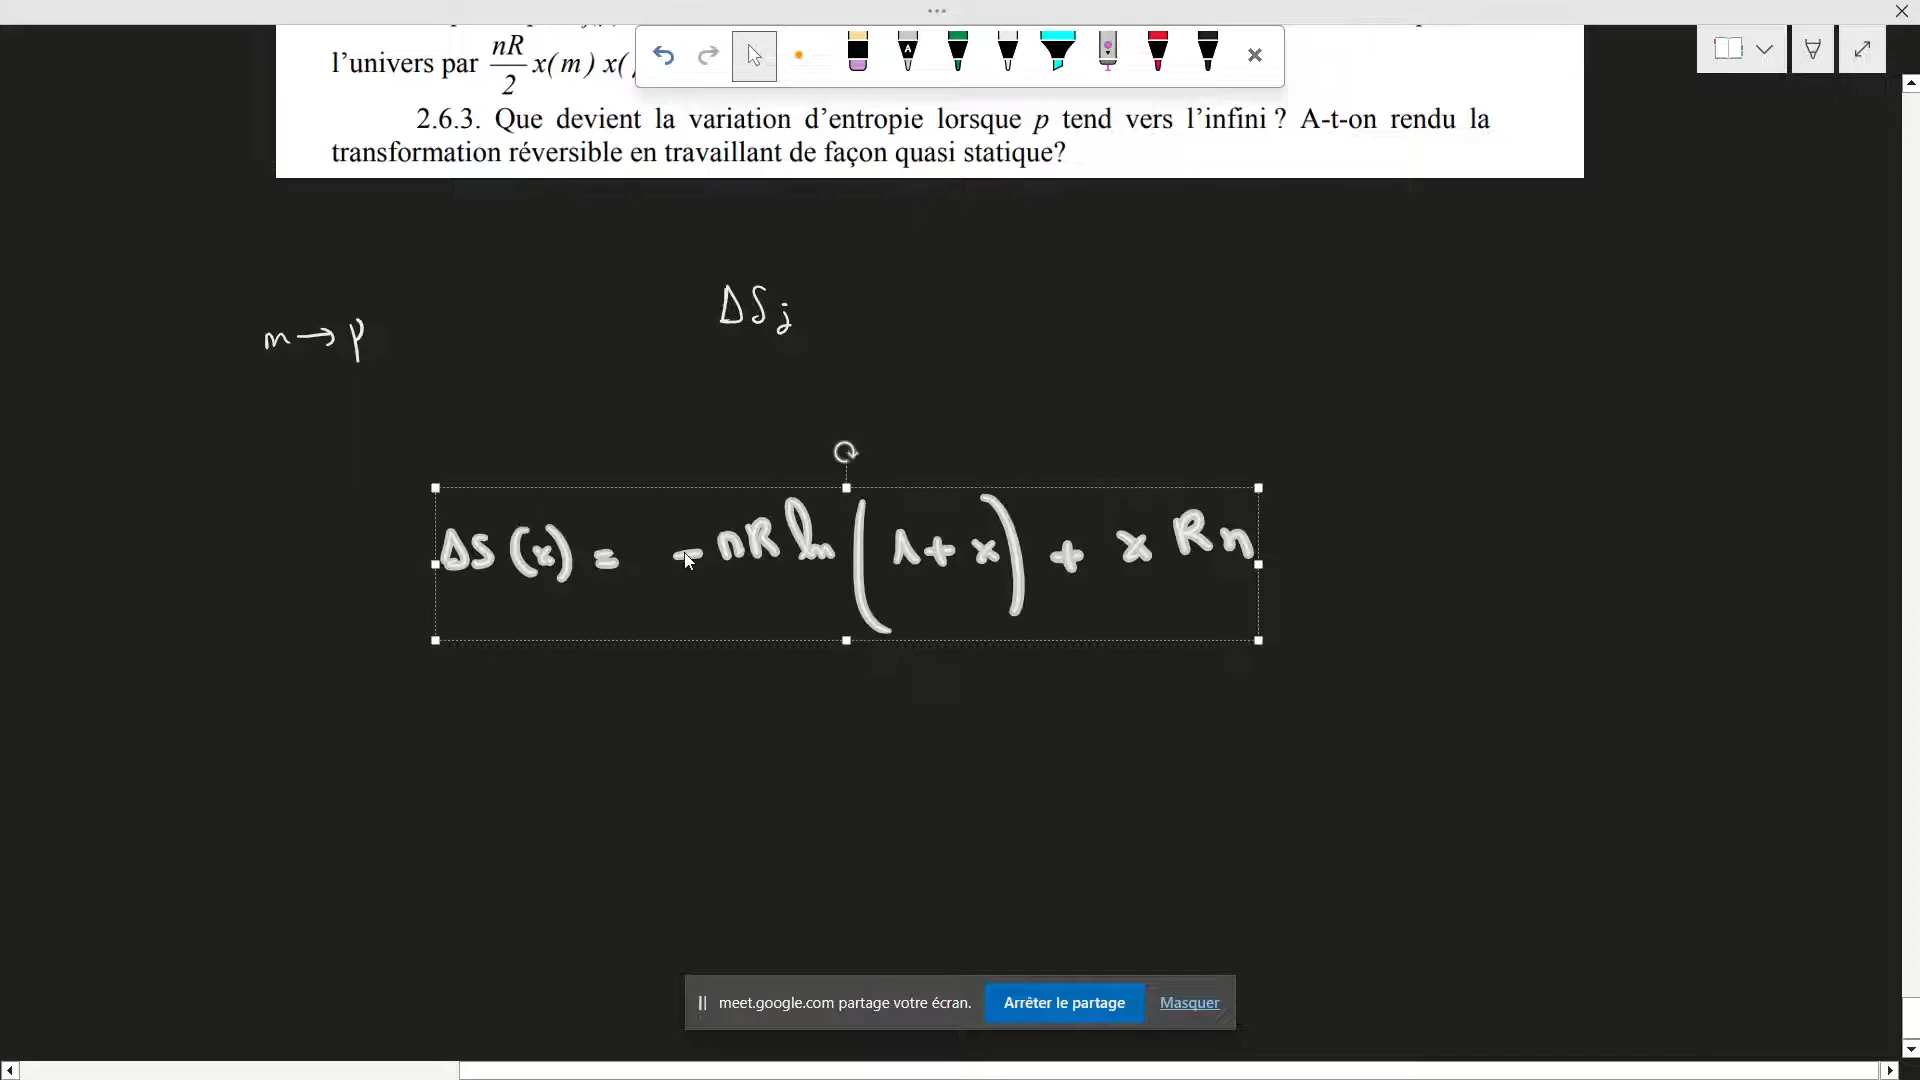 l'univers par nR/2 x(m) x(
2.6.3. Que devient la variation d'entropie lorsque p tend vers l'infini ? A-t-on rendu la
transformation réversible en travaillant de façon quasi statique?
ΔS j
m → p
ΔS (x) = - nR ln ( 1 + x ) + x R n
meet.google.com partage votre écran. Arrêter le partage Masquer